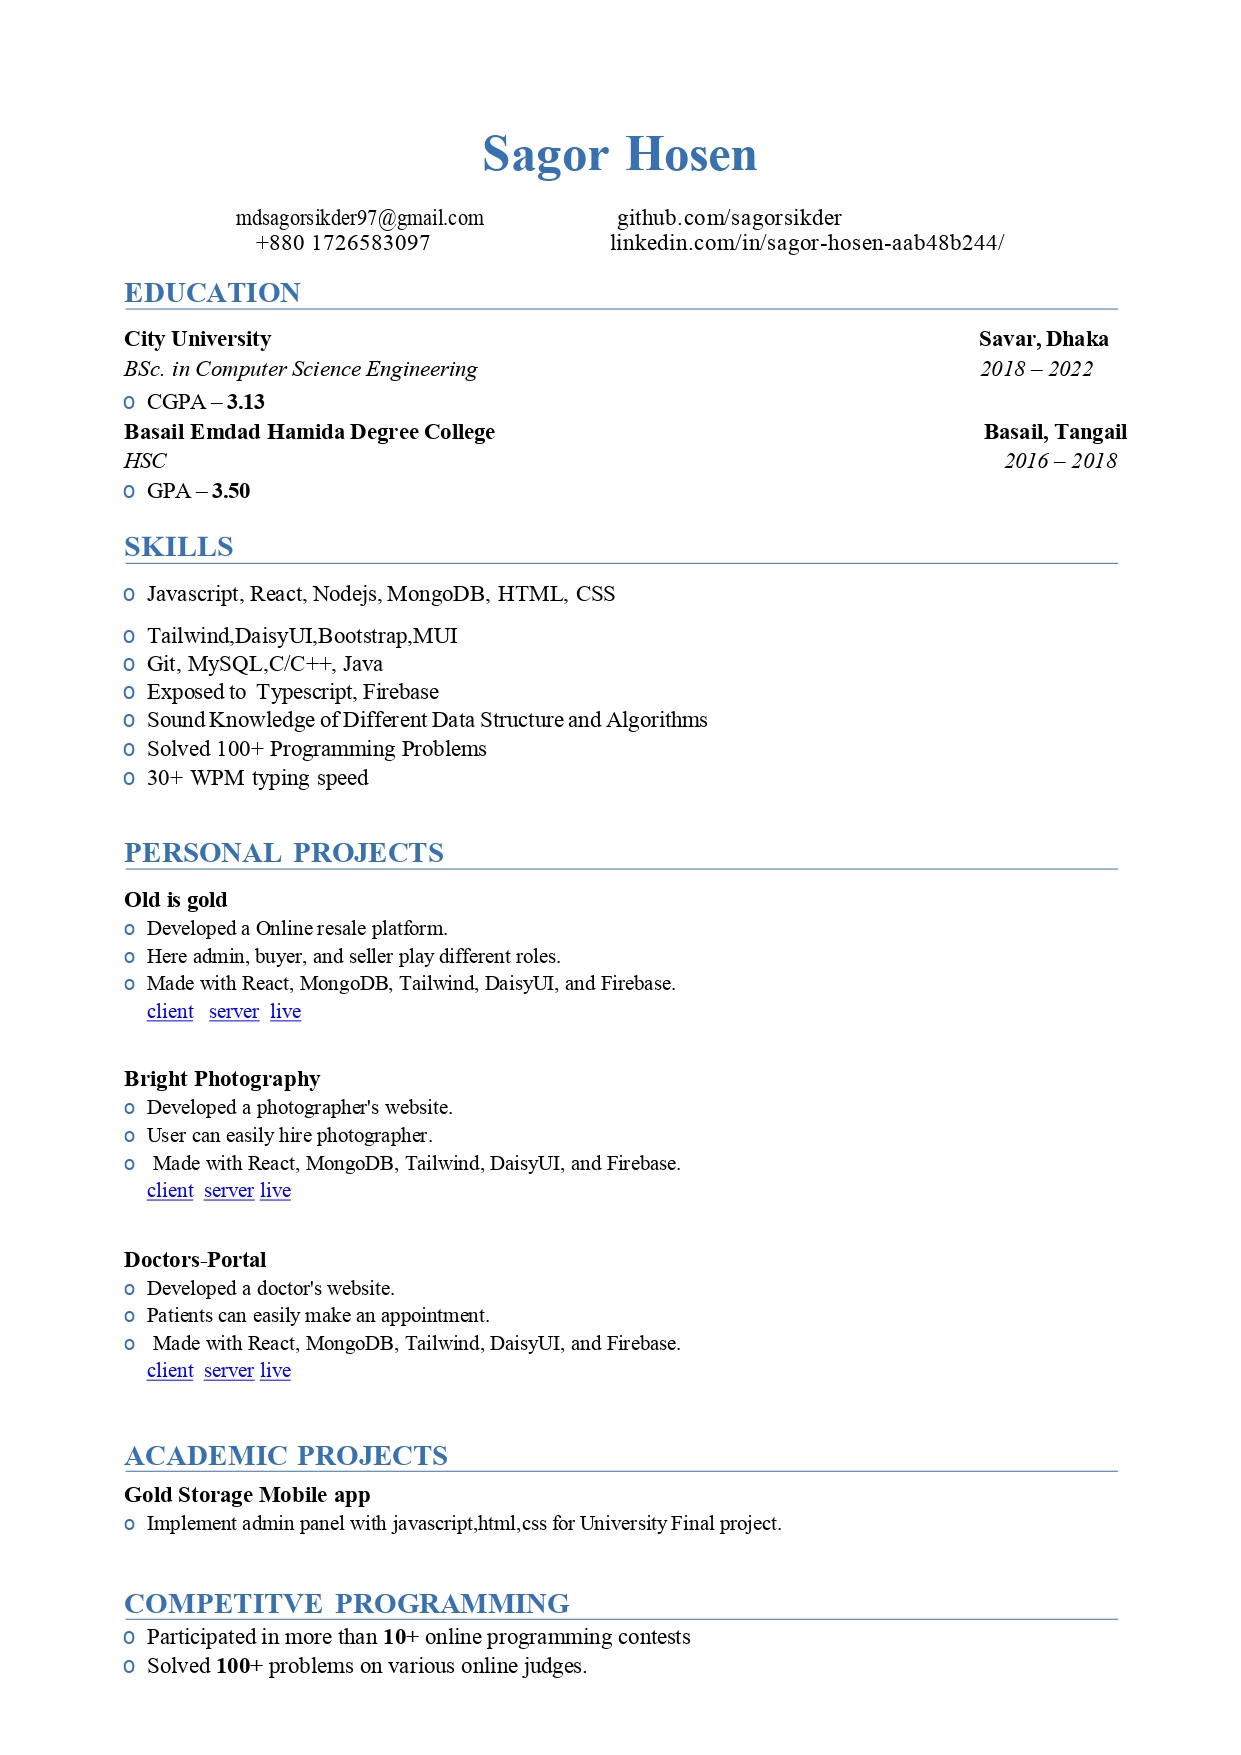 Sagor Hosen
mdsagorsikder97@gmail.com github.com/sagorsikder
+880 1726583097 linkedin.com/in/sagor-hosen-aab48b244/
EDUCATION
City University Savar, Dhaka
BSc. in Computer Science Engineering 2018 – 2022
o CGPA – 3.13
Basail Emdad Hamida Degree College Basail, Tangail
HSC 2016 – 2018
o GPA – 3.50
SKILLS
o Javascript, React, Nodejs, MongoDB, HTML, CSS
o Tailwind,DaisyUI,Bootstrap,MUI
o Git, MySQL,C/C++, Java
o Exposed to Typescript, Firebase
o Sound Knowledge of Different Data Structure and Algorithms
o Solved 100+ Programming Problems
o 30+ WPM typing speed
PERSONAL PROJECTS
Old is gold
o Developed a Online resale platform.
o Here admin, buyer, and seller play different roles.
o Made with React, MongoDB, Tailwind, DaisyUI, and Firebase.
client server live
Bright Photography
o Developed a photographer's website.
o User can easily hire photographer.
o Made with React, MongoDB, Tailwind, DaisyUI, and Firebase.
client server live
Doctors-Portal
o Developed a doctor's website.
o Patients can easily make an appointment.
o Made with React, MongoDB, Tailwind, DaisyUI, and Firebase.
client server live
ACADEMIC PROJECTS
Gold Storage Mobile app
o Implement admin panel with javascript,html,css for University Final project.
COMPETITVE PROGRAMMING
o Participated in more than 10+ online programming contests
o Solved 100+ problems on various online judges.